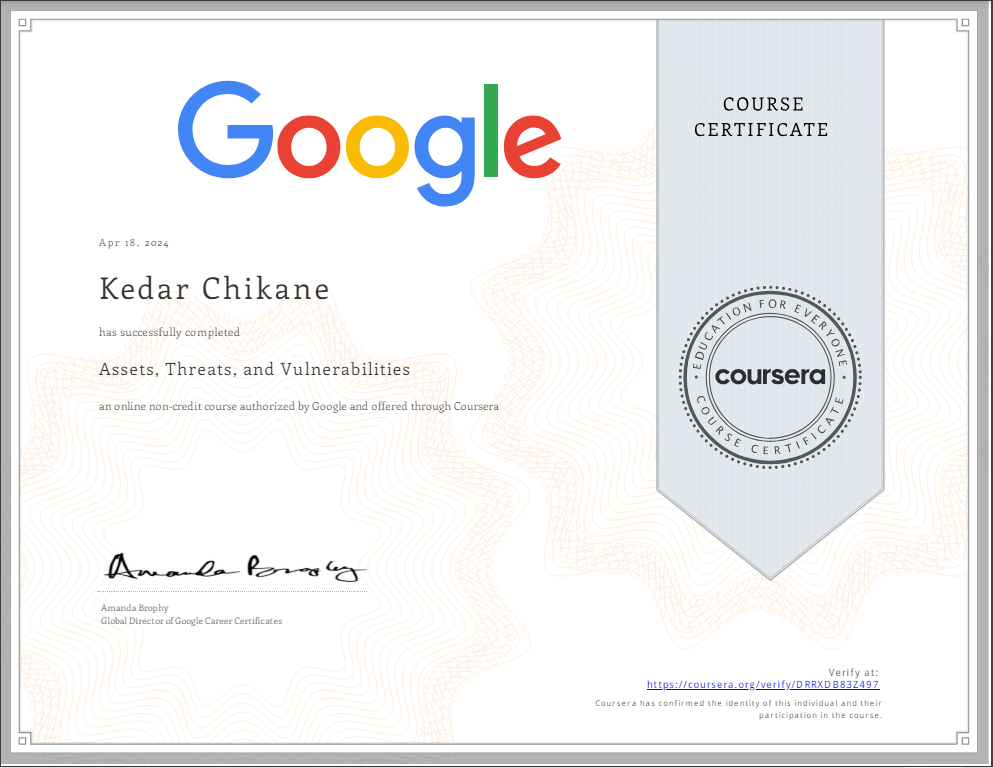 Google
COURSE
CERTIFICATE
Apr 18, 2024
Kedar Chikane
has successfully completed
Assets, Threats, and Vulnerabilities
an online non-credit course authorized by Google and offered through Coursera
EDUCATION FOR EVERYONE
coursera
COURSE CERTIFICATE
Amanda Brophy
Amanda Brophy
Global Director of Google Career Certificates
Verify at:
https://coursera.org/verify/DRRXDB83Z497
Coursera has confirmed the identity of this individual and their
participation in the course.